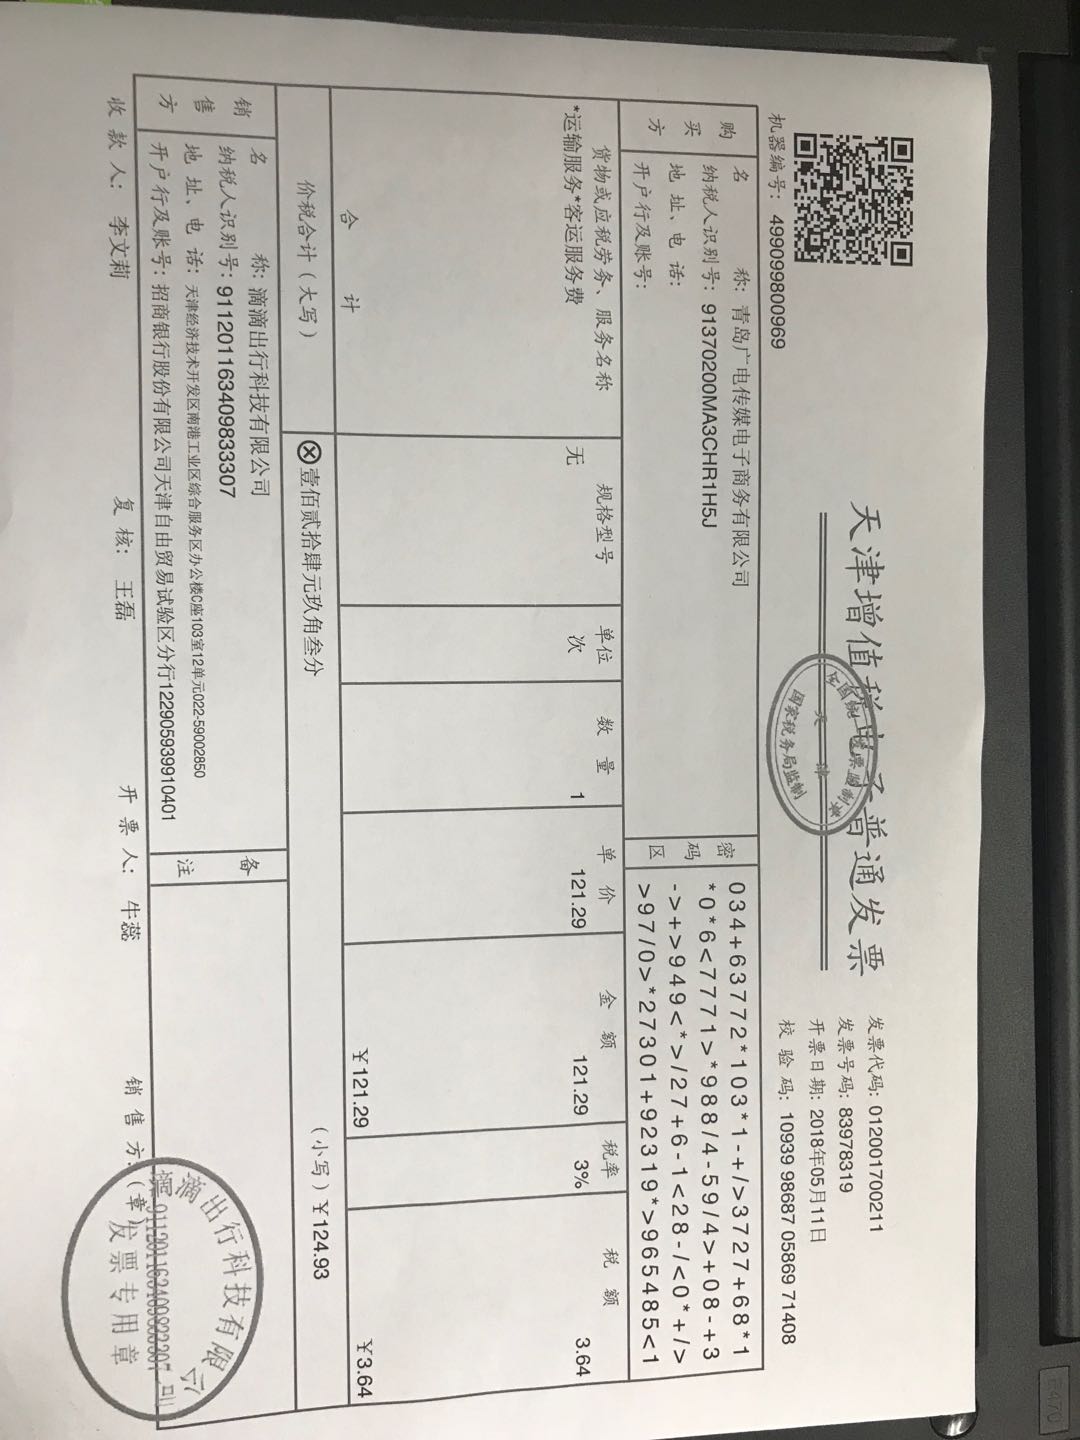 E470
天津增值税电子普通发票
全国统一发票监制章
天津
国家税务局监制
发票代码: 012001700211
发票号码: 83978319
开票日期: 2018年05月11日
校验码: 10939 98687 05869 71408
机器编号: 499099800969
购买方
名称: 青岛广电传媒电子商务有限公司
纳税人识别号: 91370200MA3CHR1H5J
地址、电话:
开户行及账号:
密码区
034+63772*103*1-+/>3727+68*1
*0*6<7771>*988/4-59/4>+08-+3
->+>949<*>/27+6-1<28-/<0*+/>
>97/0>*27301+92319*>965485<1
货物或应税劳务、服务名称 规格型号 单位 数量 单价 金额 税率 税额
*运输服务*客运服务费 无 次 1 121.29 121.29 3% 3.64
合计 ￥121.29 ￥3.64
价税合计（大写） ⊗壹佰贰拾肆元玖角叁分 （小写）￥124.93
销售方
名称: 滴滴出行科技有限公司
纳税人识别号: 911201163409833307
地址、电话: 天津经济技术开发区南港工业区综合服务区办公楼C座103室12单元022-59002850
开户行及账号: 招商银行股份有限公司天津自由贸易试验区分行122905939910401
备注
收款人: 李文莉 复核: 王磊 开票人: 牛蕊 销售方:（章）
滴滴出行科技有限公司
911201163409833307
发票专用章